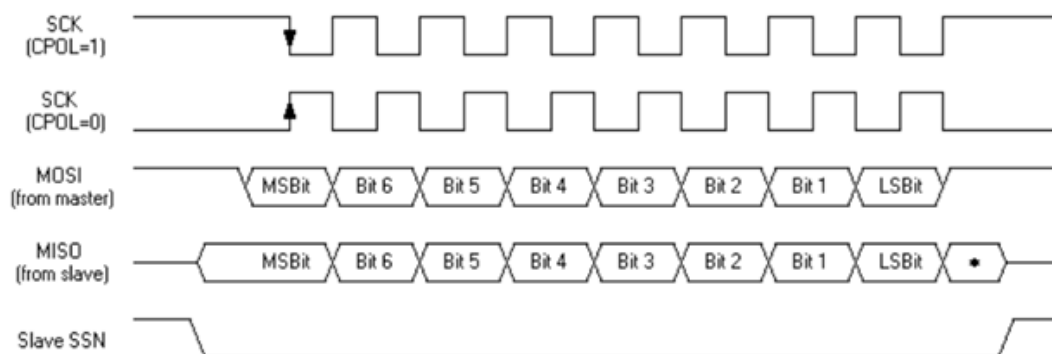 SCK
(CPOL=1)
SCK
(CPOL=0)
MOSI
(from master)
MSBit Bit 6 Bit 5 Bit 4 Bit 3 Bit 2 Bit 1 LSBit
MISO
(from slave)
MSBit Bit 6 Bit 5 Bit 4 Bit 3 Bit 2 Bit 1 LSBit *
Slave SSN